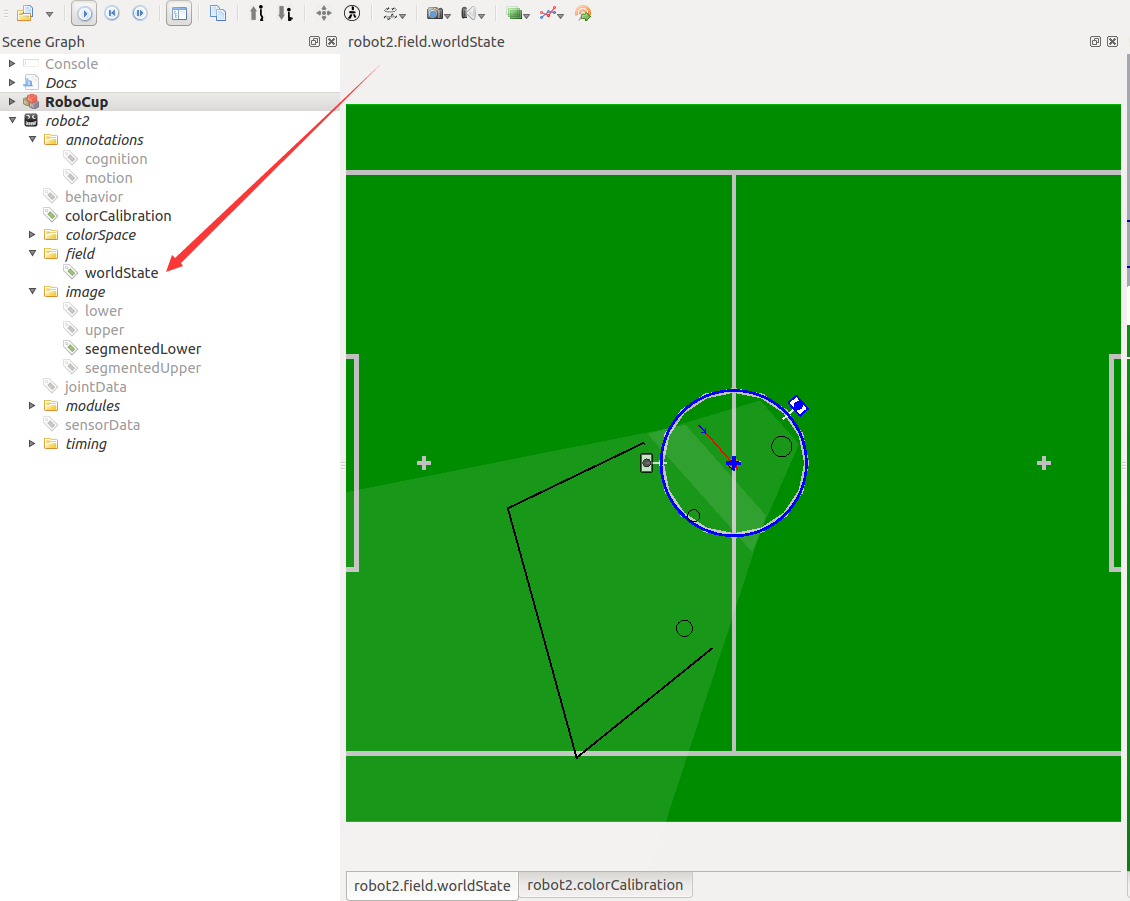 Scene Graph
robot2.field.worldState
Console
Docs
RoboCup
robot2
annotations
cognition
motion
behavior
colorCalibration
colorSpace
field
worldState
image
lower
upper
segmentedLower
segmentedUpper
jointData
modules
sensorData
timing
robot2.field.worldState
robot2.colorCalibration